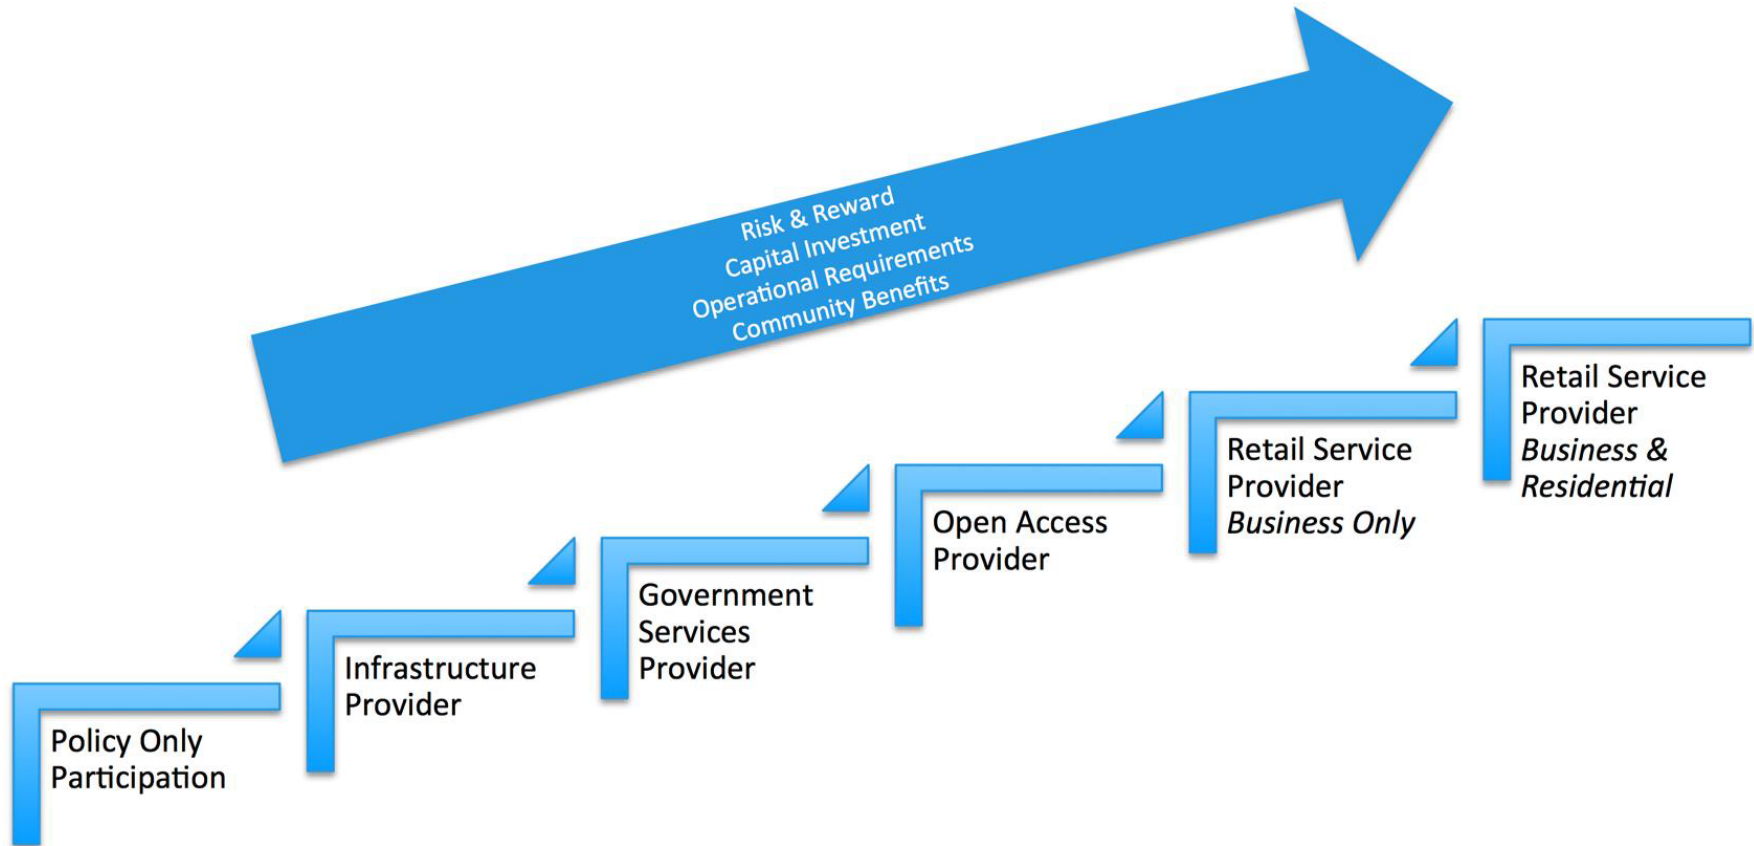 Risk & Reward
Capital Investment
Operational Requirements
Community Benefits
Policy Only
Participation
Infrastructure
Provider
Government
Services
Provider
Open Access
Provider
Retail Service
Provider
Business Only
Retail Service
Provider
Business &
Residential